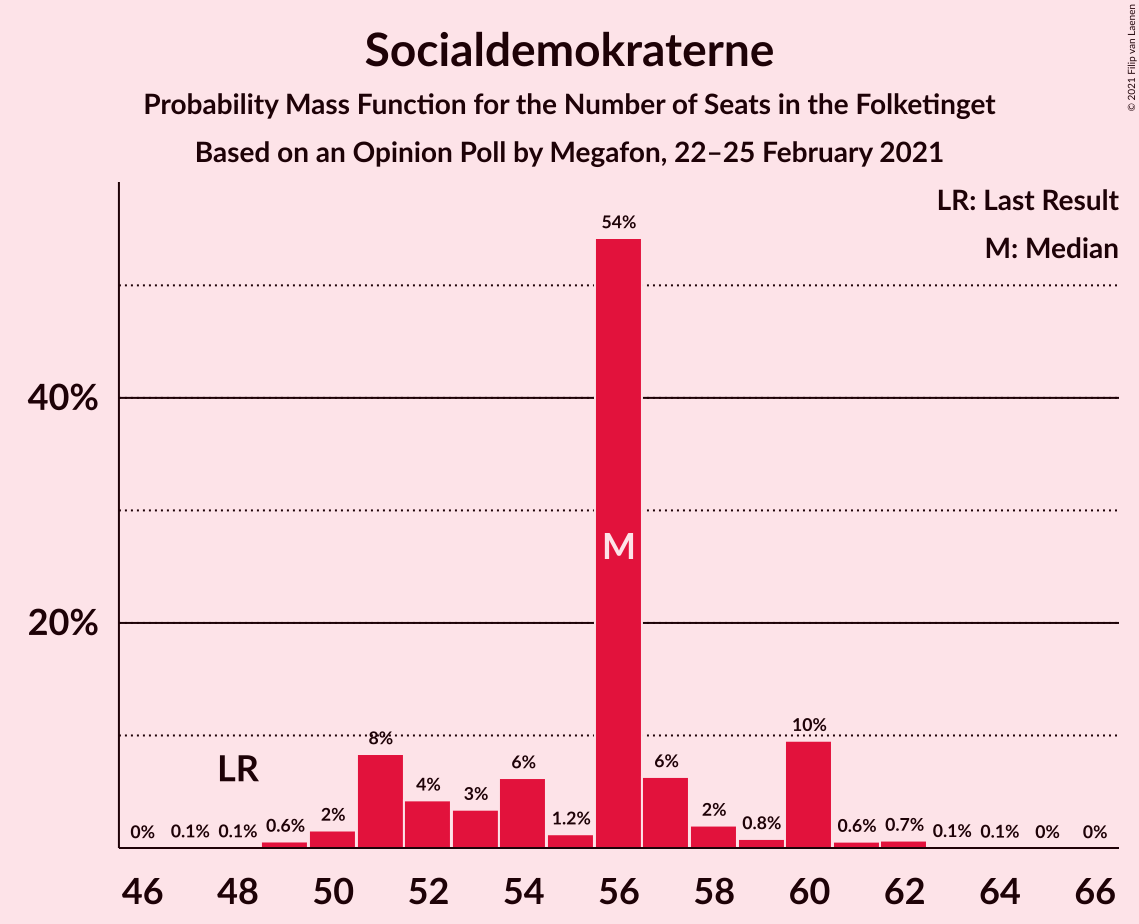 Socialdemokraterne
Probability Mass Function for the Number of Seats in the Folketinget
Based on an Opinion Poll by Megafon, 22–25 February 2021
© 2021 Filip van Laenen
LR: Last Result
M: Median
54%
40%
M
20%
10%
8%
LR
6%
6%
4%
3%
2%
2%
1.2%
0% 0.1% 0.1% 0.6% 0.8% 0.6% 0.7% 0.1% 0.1% 0% 0%
46 48 50 52 54 56 58 60 62 64 66